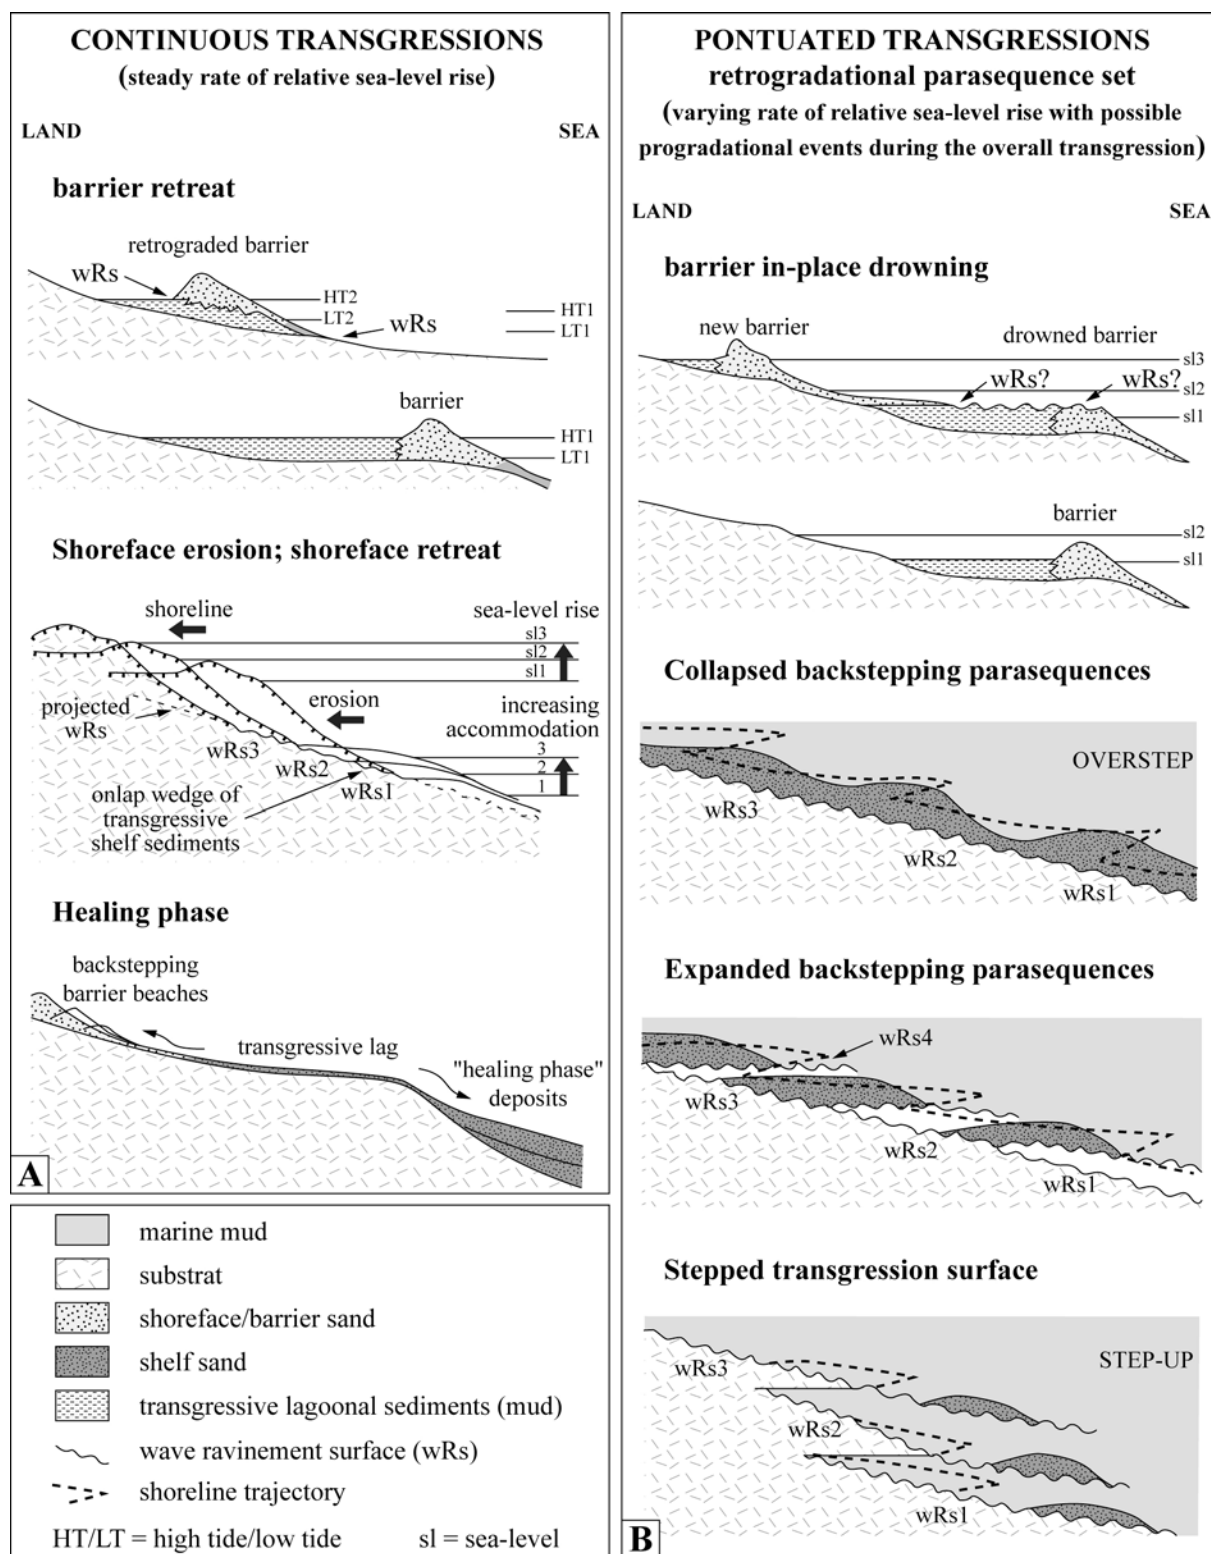 CONTINUOUS TRANSGRESSIONS
(steady rate of relative sea-level rise)
LAND
SEA
barrier retreat
retrograded barrier
wRs
HT2
LT2
HT1
LT1
wRs
barrier
HT1
LT1
Shoreface erosion; shoreface retreat
shoreline
sea-level rise
sl3
sl2
sl1
projected
wRs
erosion
increasing
accommodation
3
2
1
wRs3
wRs2
wRs1
onlap wedge of
transgressive
shelf sediments
Healing phase
backstepping
barrier beaches
transgressive lag
"healing phase"
deposits
A
marine mud
substrat
shoreface/barrier sand
shelf sand
transgressive lagoonal sediments (mud)
wave ravinement surface (wRs)
shoreline trajectory
HT/LT = high tide/low tide sl = sea-level
PONTUATED TRANSGRESSIONS
retrogradational parasequence set
(varying rate of relative sea-level rise with possible
progradational events during the overall transgression)
LAND
SEA
barrier in-place drowning
new barrier
drowned barrier
sl3
wRs?
wRs?
sl2
sl1
barrier
sl2
sl1
Collapsed backstepping parasequences
OVERSTEP
wRs3
wRs2
wRs1
Expanded backstepping parasequences
wRs4
wRs3
wRs2
wRs1
Stepped transgression surface
STEP-UP
wRs3
wRs2
wRs1
B